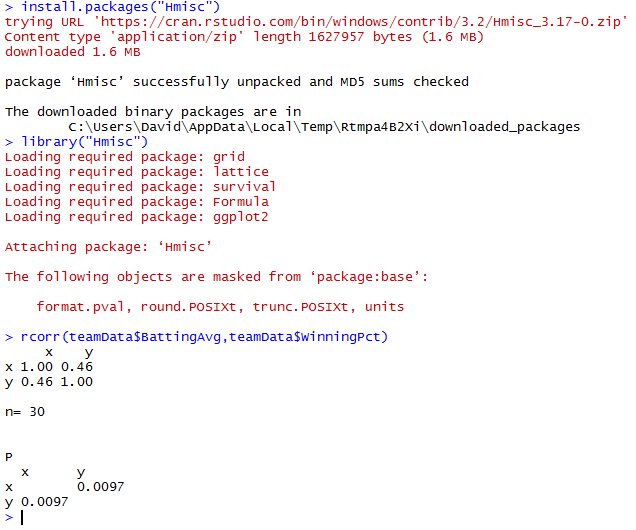 > install.packages("Hmisc")
trying URL 'https://cran.rstudio.com/bin/windows/contrib/3.2/Hmisc_3.17-0.zip'
Content type 'application/zip' length 1627957 bytes (1.6 MB)
downloaded 1.6 MB
package ‘Hmisc’ successfully unpacked and MD5 sums checked
The downloaded binary packages are in
C:\Users\David\AppData\Local\Temp\Rtmpa4B2Xi\downloaded_packages
> library("Hmisc")
Loading required package: grid
Loading required package: lattice
Loading required package: survival
Loading required package: Formula
Loading required package: ggplot2
Attaching package: ‘Hmisc’
The following objects are masked from ‘package:base’:
format.pval, round.POSIXt, trunc.POSIXt, units
> rcorr(teamData$BattingAvg,teamData$WinningPct)
x y
x 1.00 0.46
y 0.46 1.00
n= 30
P
x y
x 0.0097
y 0.0097
>